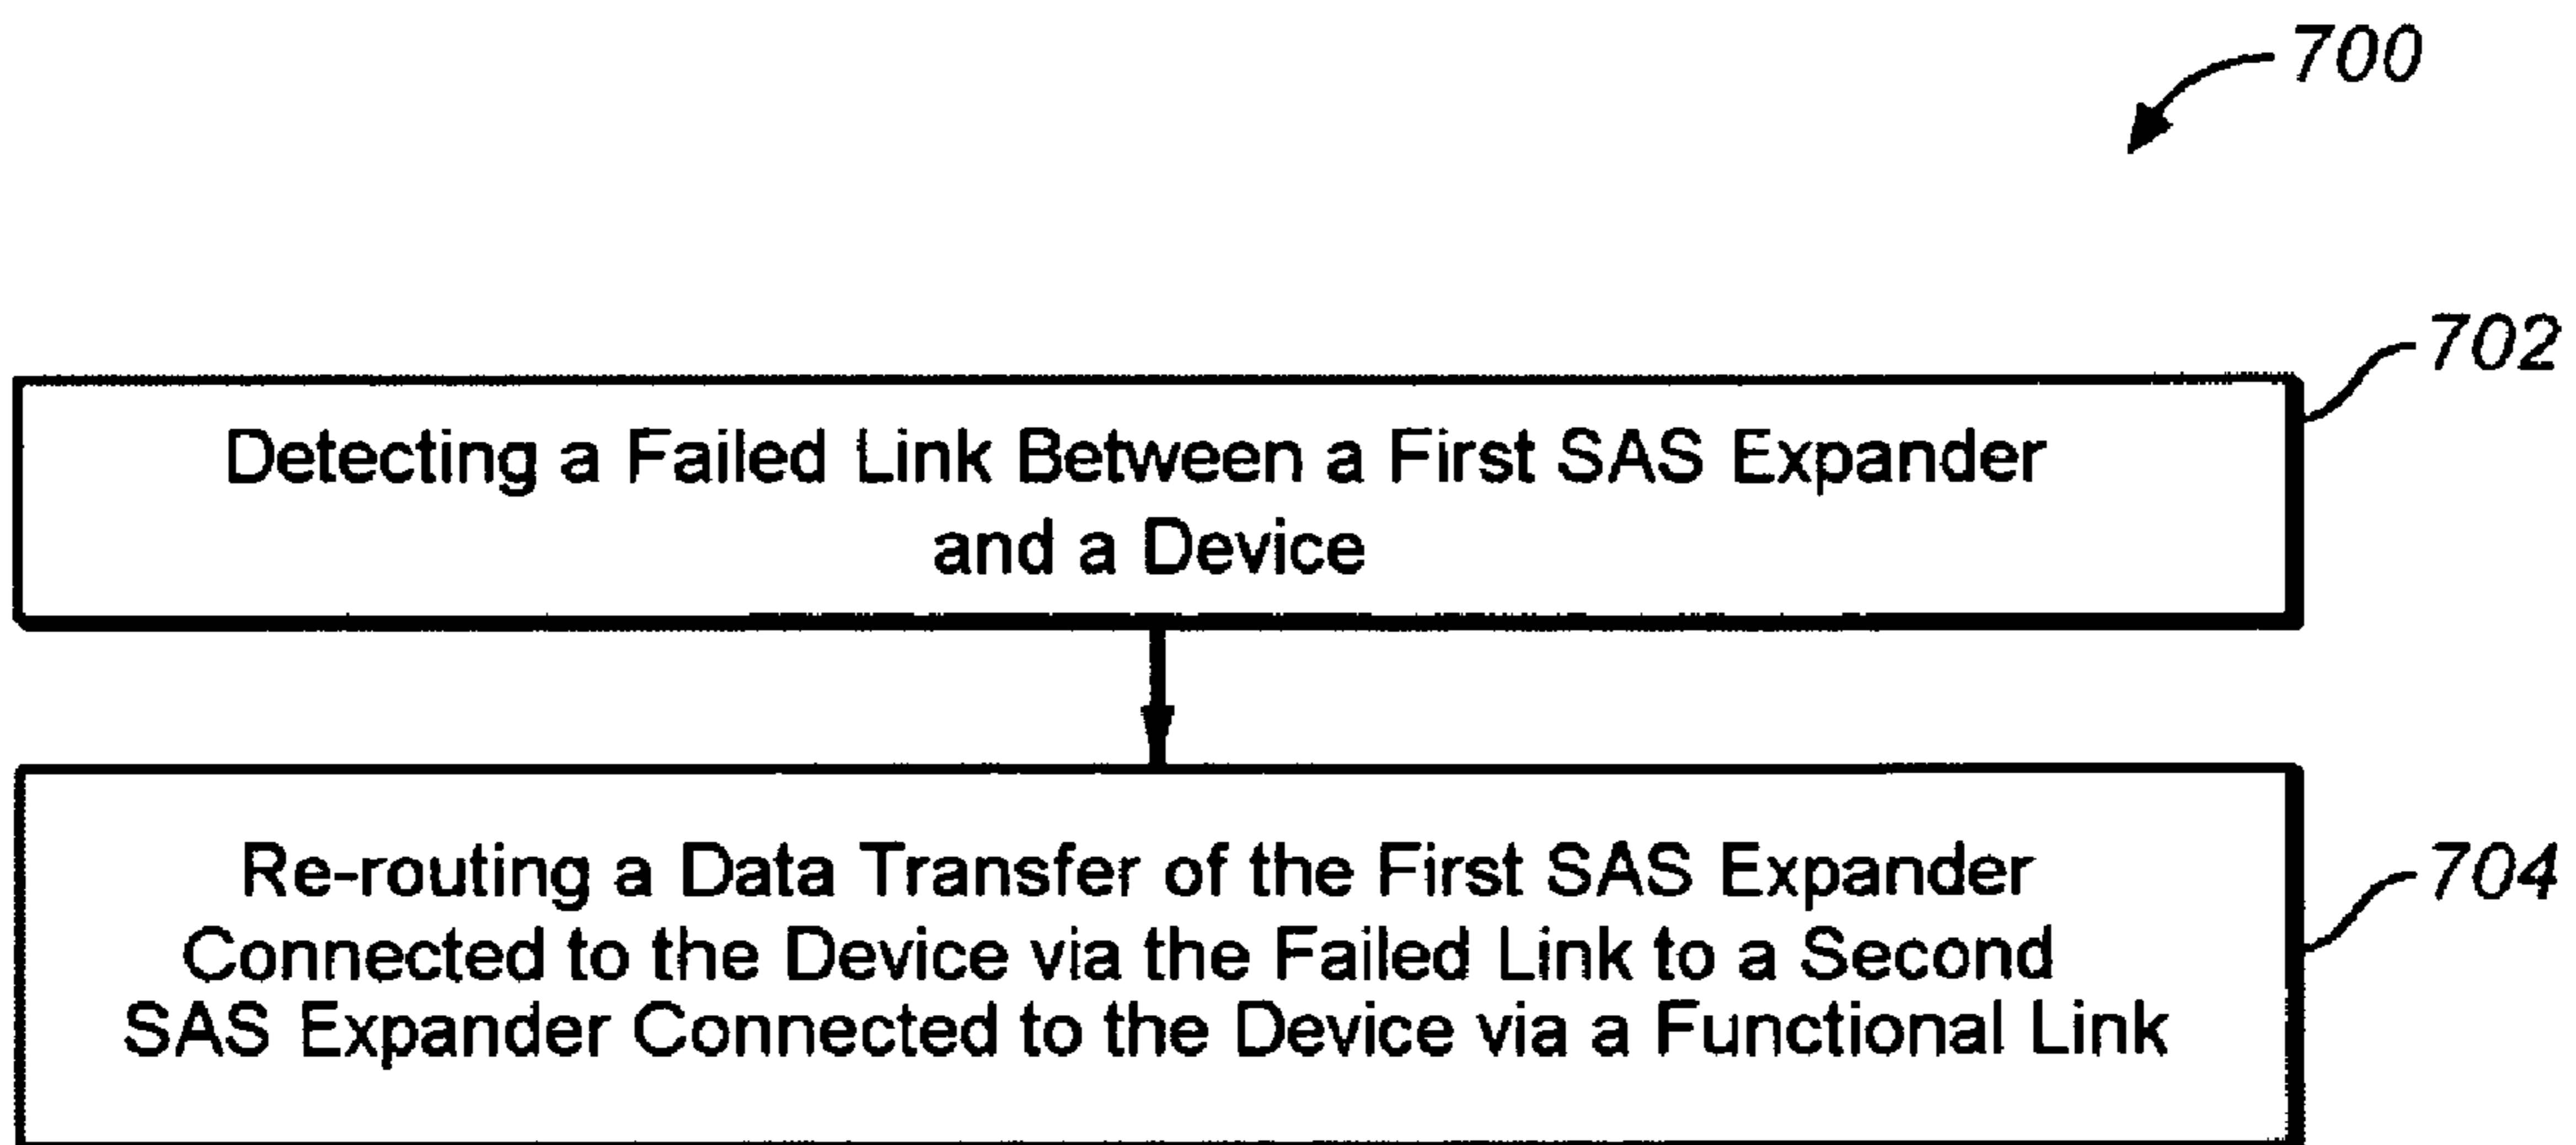 700
702
Detecting a Failed Link Between a First SAS Expander
and a Device
704
Re-routing a Data Transfer of the First SAS Expander
Connected to the Device via the Failed Link to a Second
SAS Expander Connected to the Device via a Functional Link